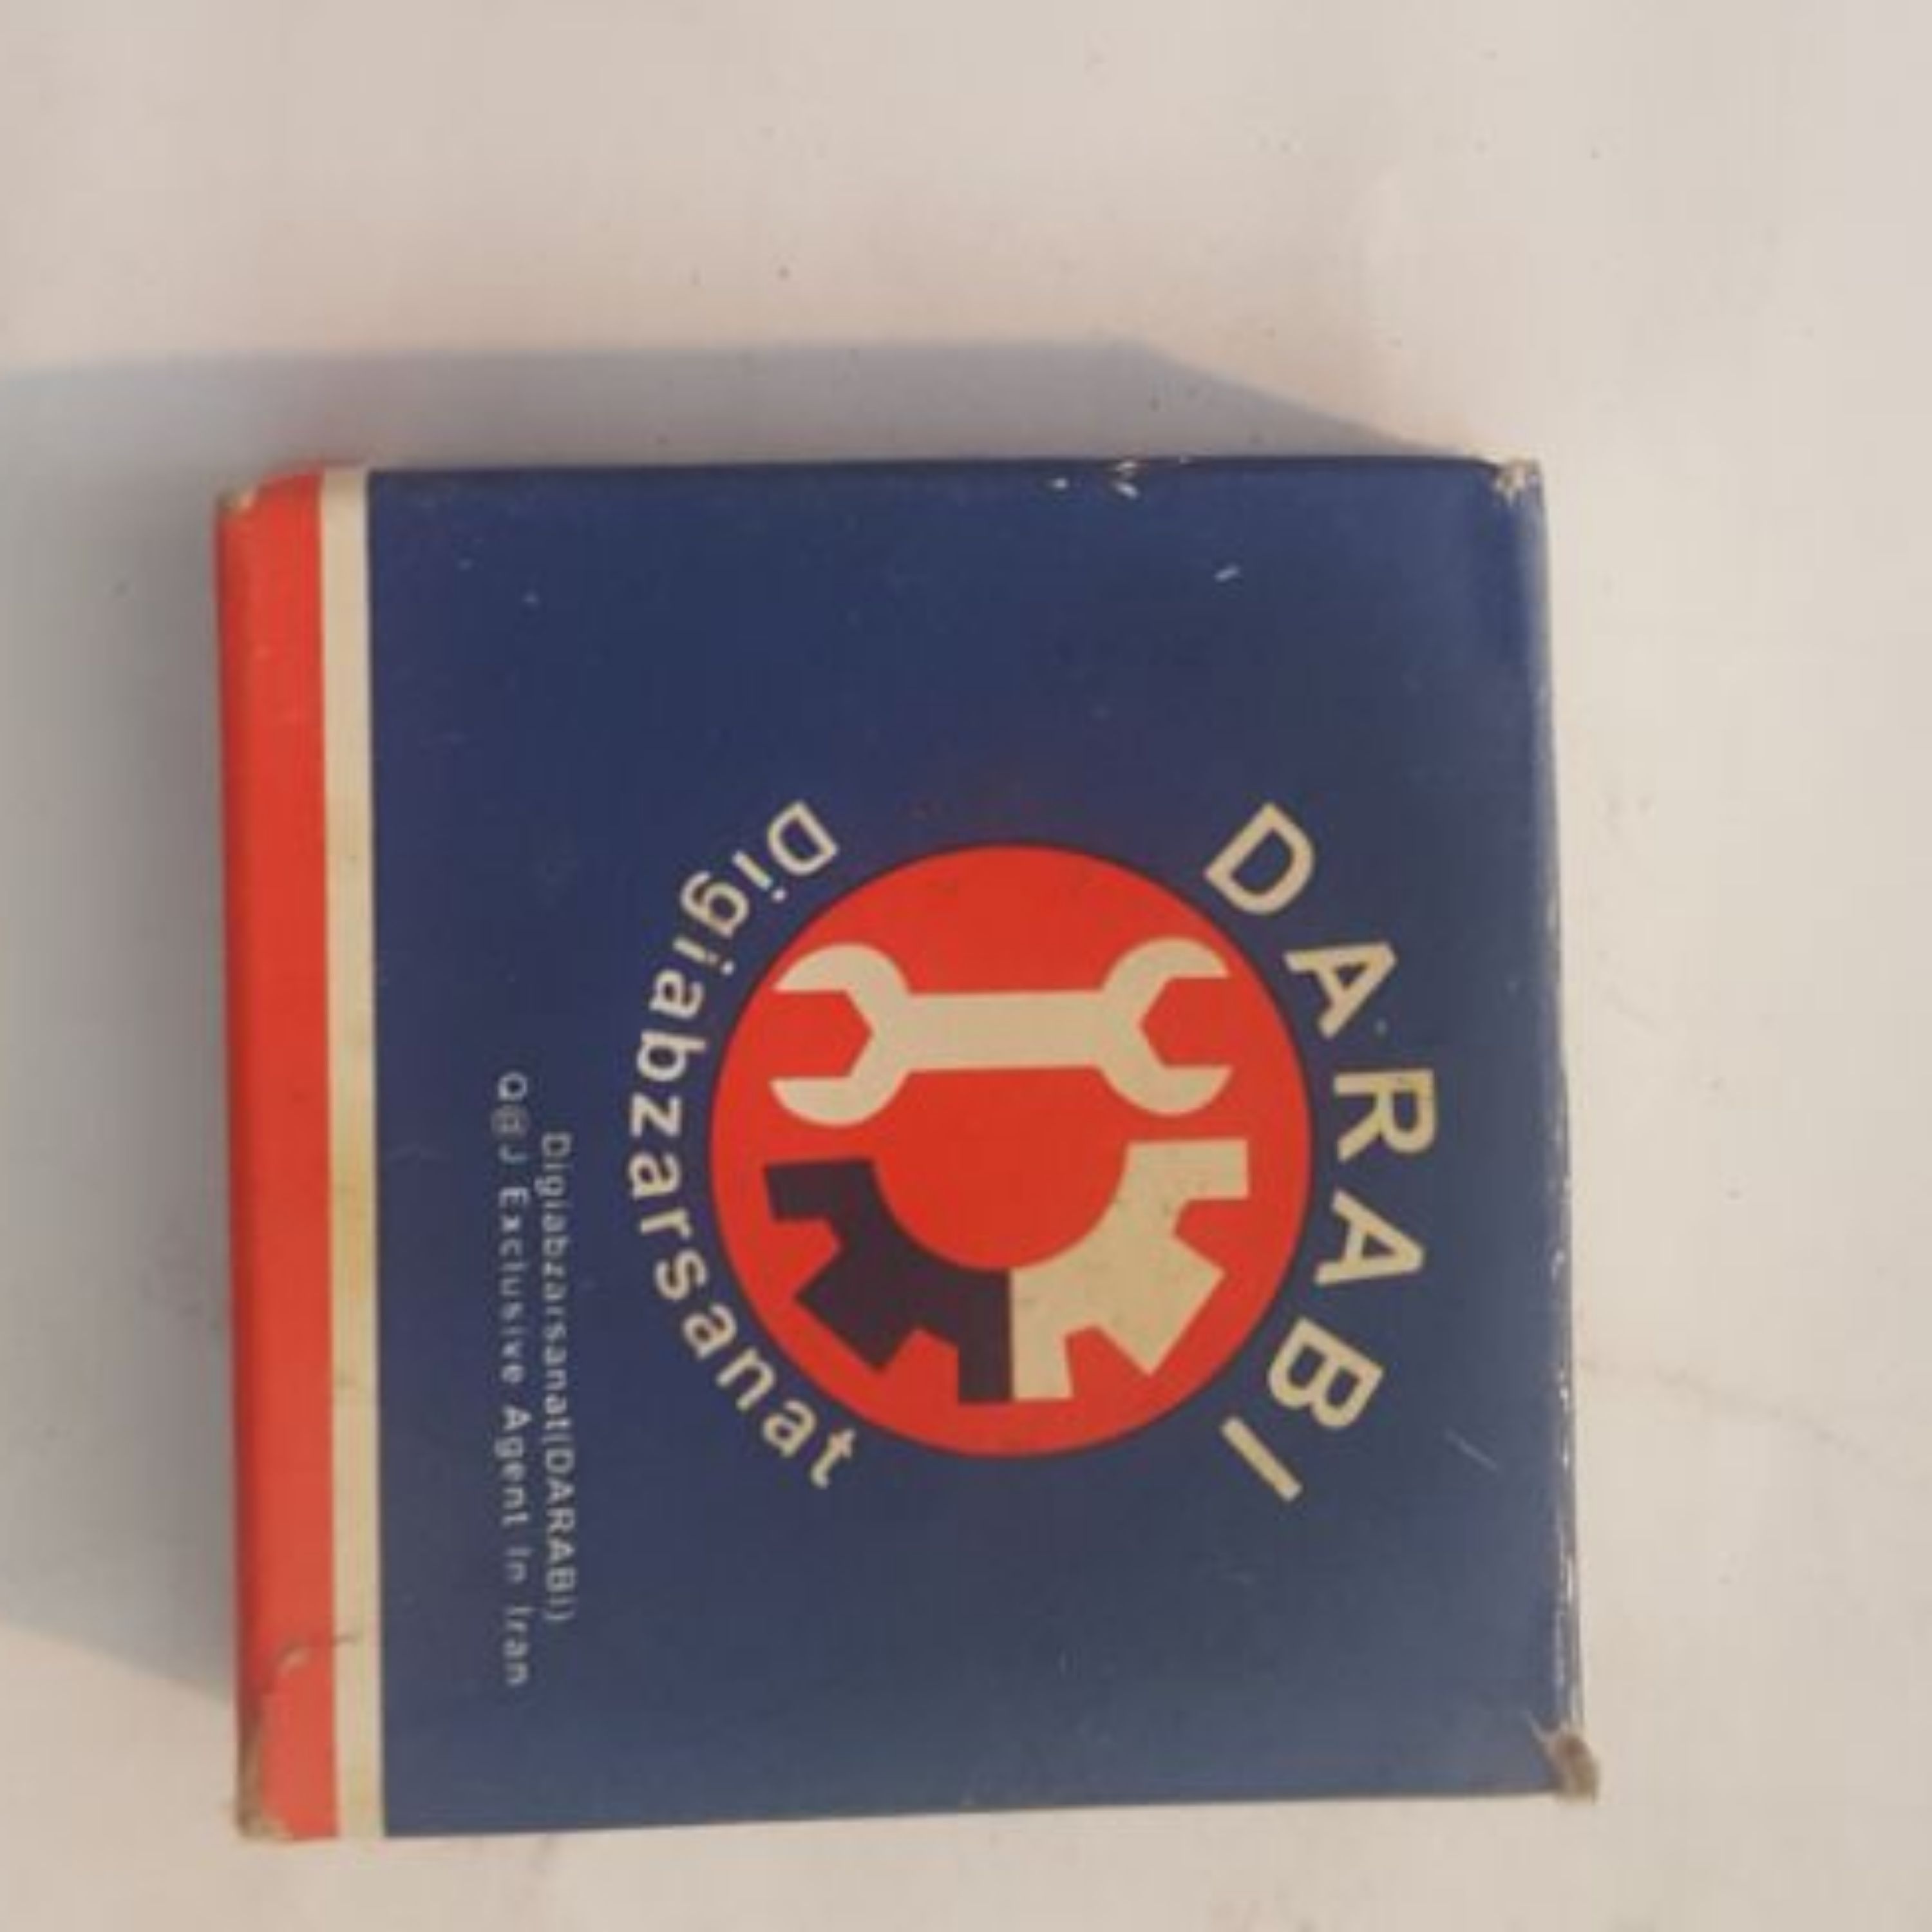 DARABI
Digiabzarsanat
Digiabzarsanat(DARABI)
Q@J Exclusive Agent In Iran